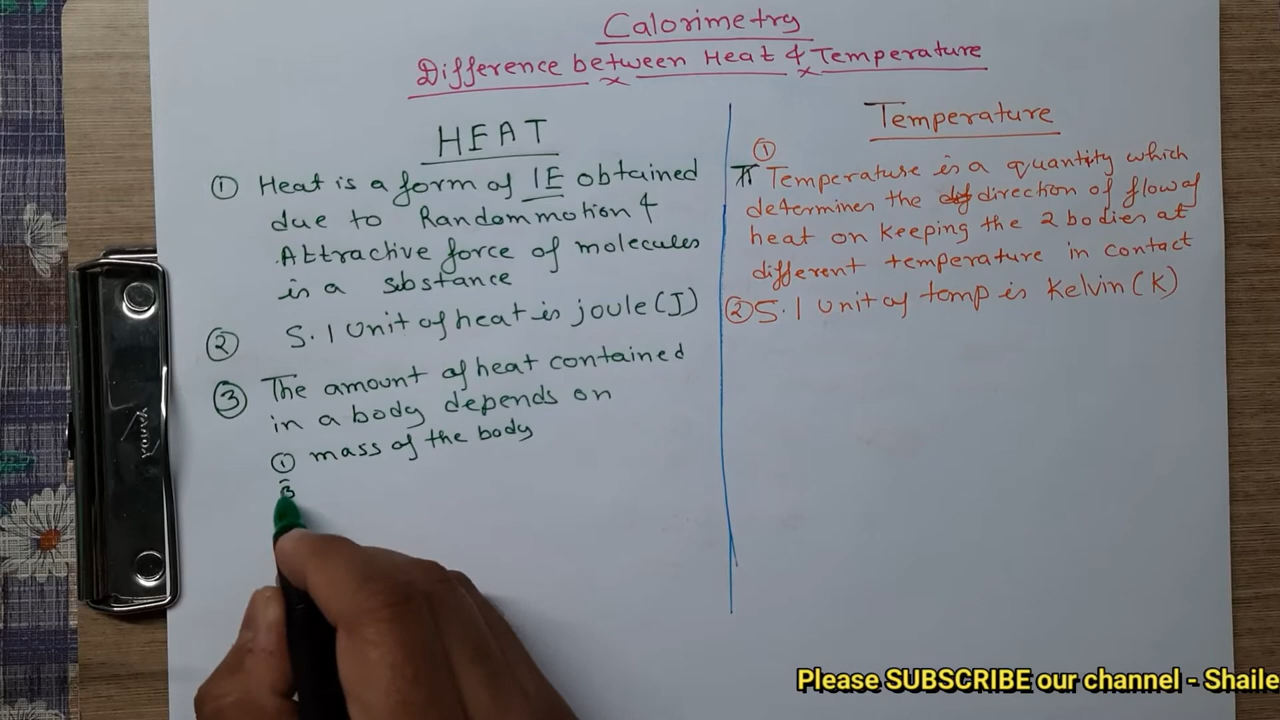 Calorimetry
Difference between Heat & Temperature
HEAT
① Heat is a form of IE obtained
due to Random motion &
Attractive force of molecules
is a substance
② S.I Unit of heat is joule (J)
③ The amount of heat contained
in a body depends on
① mass of the body
Temperature
①
Temperature is a quantity which
determines the direction of flow of
heat on keeping the 2 bodies at
different temperature in contact
② S.I Unit of temp is Kelvin (K)
YANODA
Please SUBSCRIBE our channel - Shaile